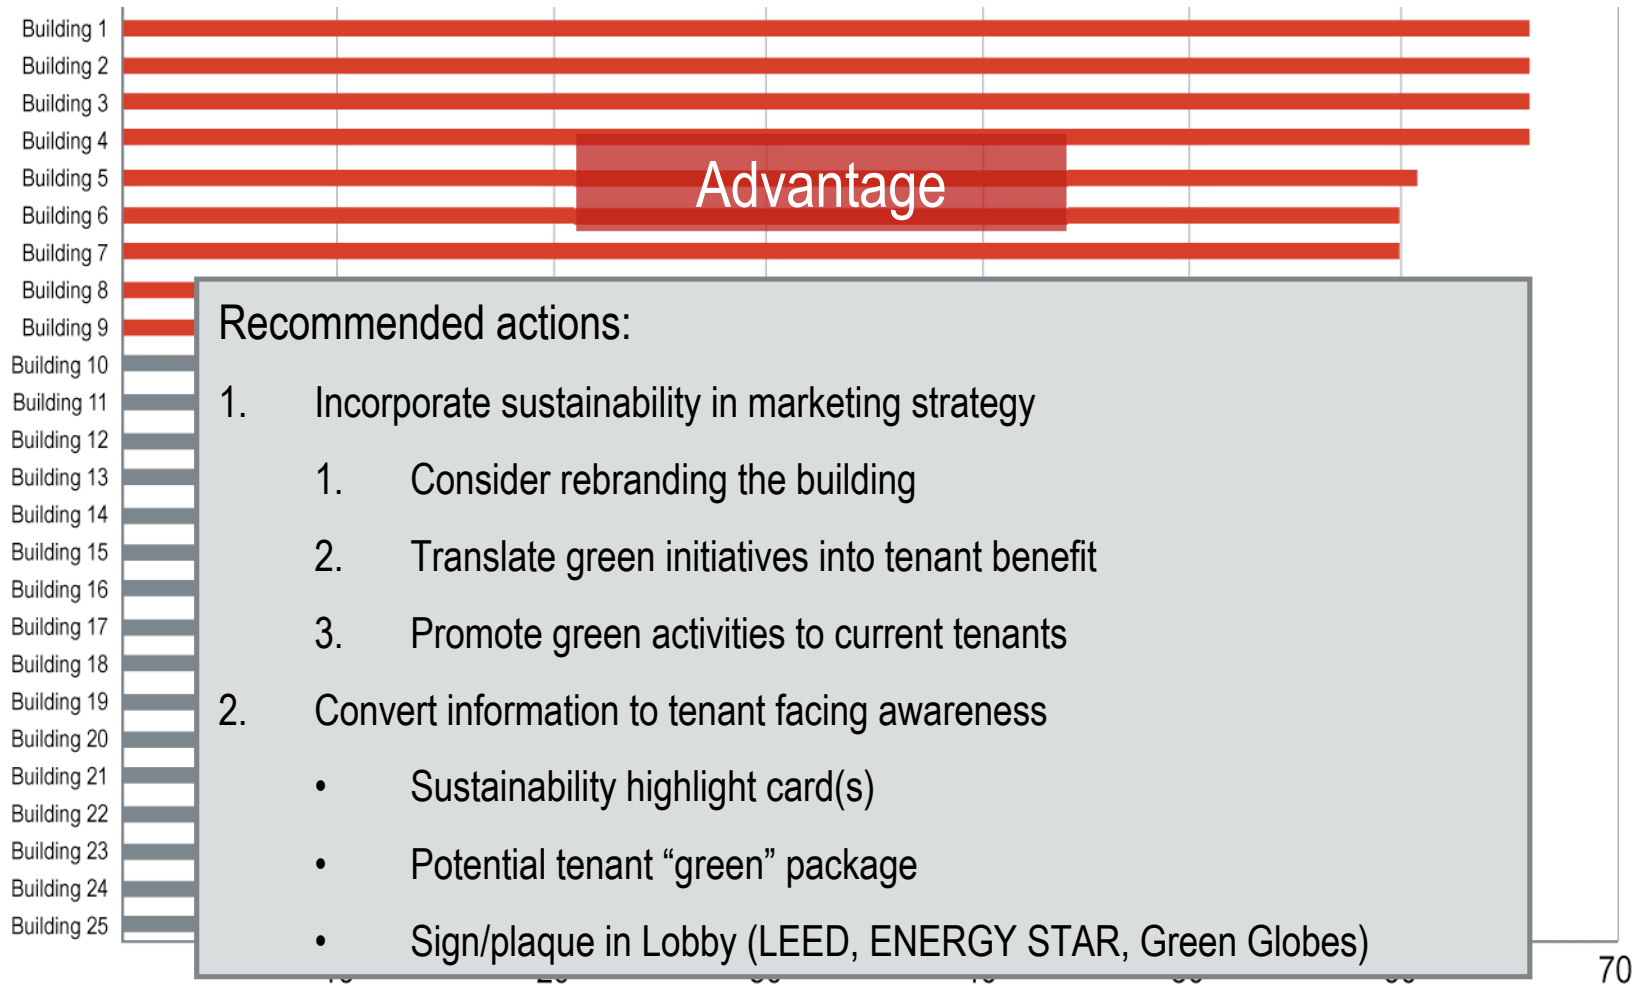 Building 1
Building 2
Building 3
Building 4
Building 5
Building 6
Building 7
Building 8
Building 9
Building 10
Building 11
Building 12
Building 13
Building 14
Building 15
Building 16
Building 17
Building 18
Building 19
Building 20
Building 21
Building 22
Building 23
Building 24
Building 25
Advantage
Recommended actions:
1. Incorporate sustainability in marketing strategy
1. Consider rebranding the building
2. Translate green initiatives into tenant benefit
3. Promote green activities to current tenants
2. Convert information to tenant facing awareness
• Sustainability highlight card(s)
• Potential tenant “green” package
• Sign/plaque in Lobby (LEED, ENERGY STAR, Green Globes)
70